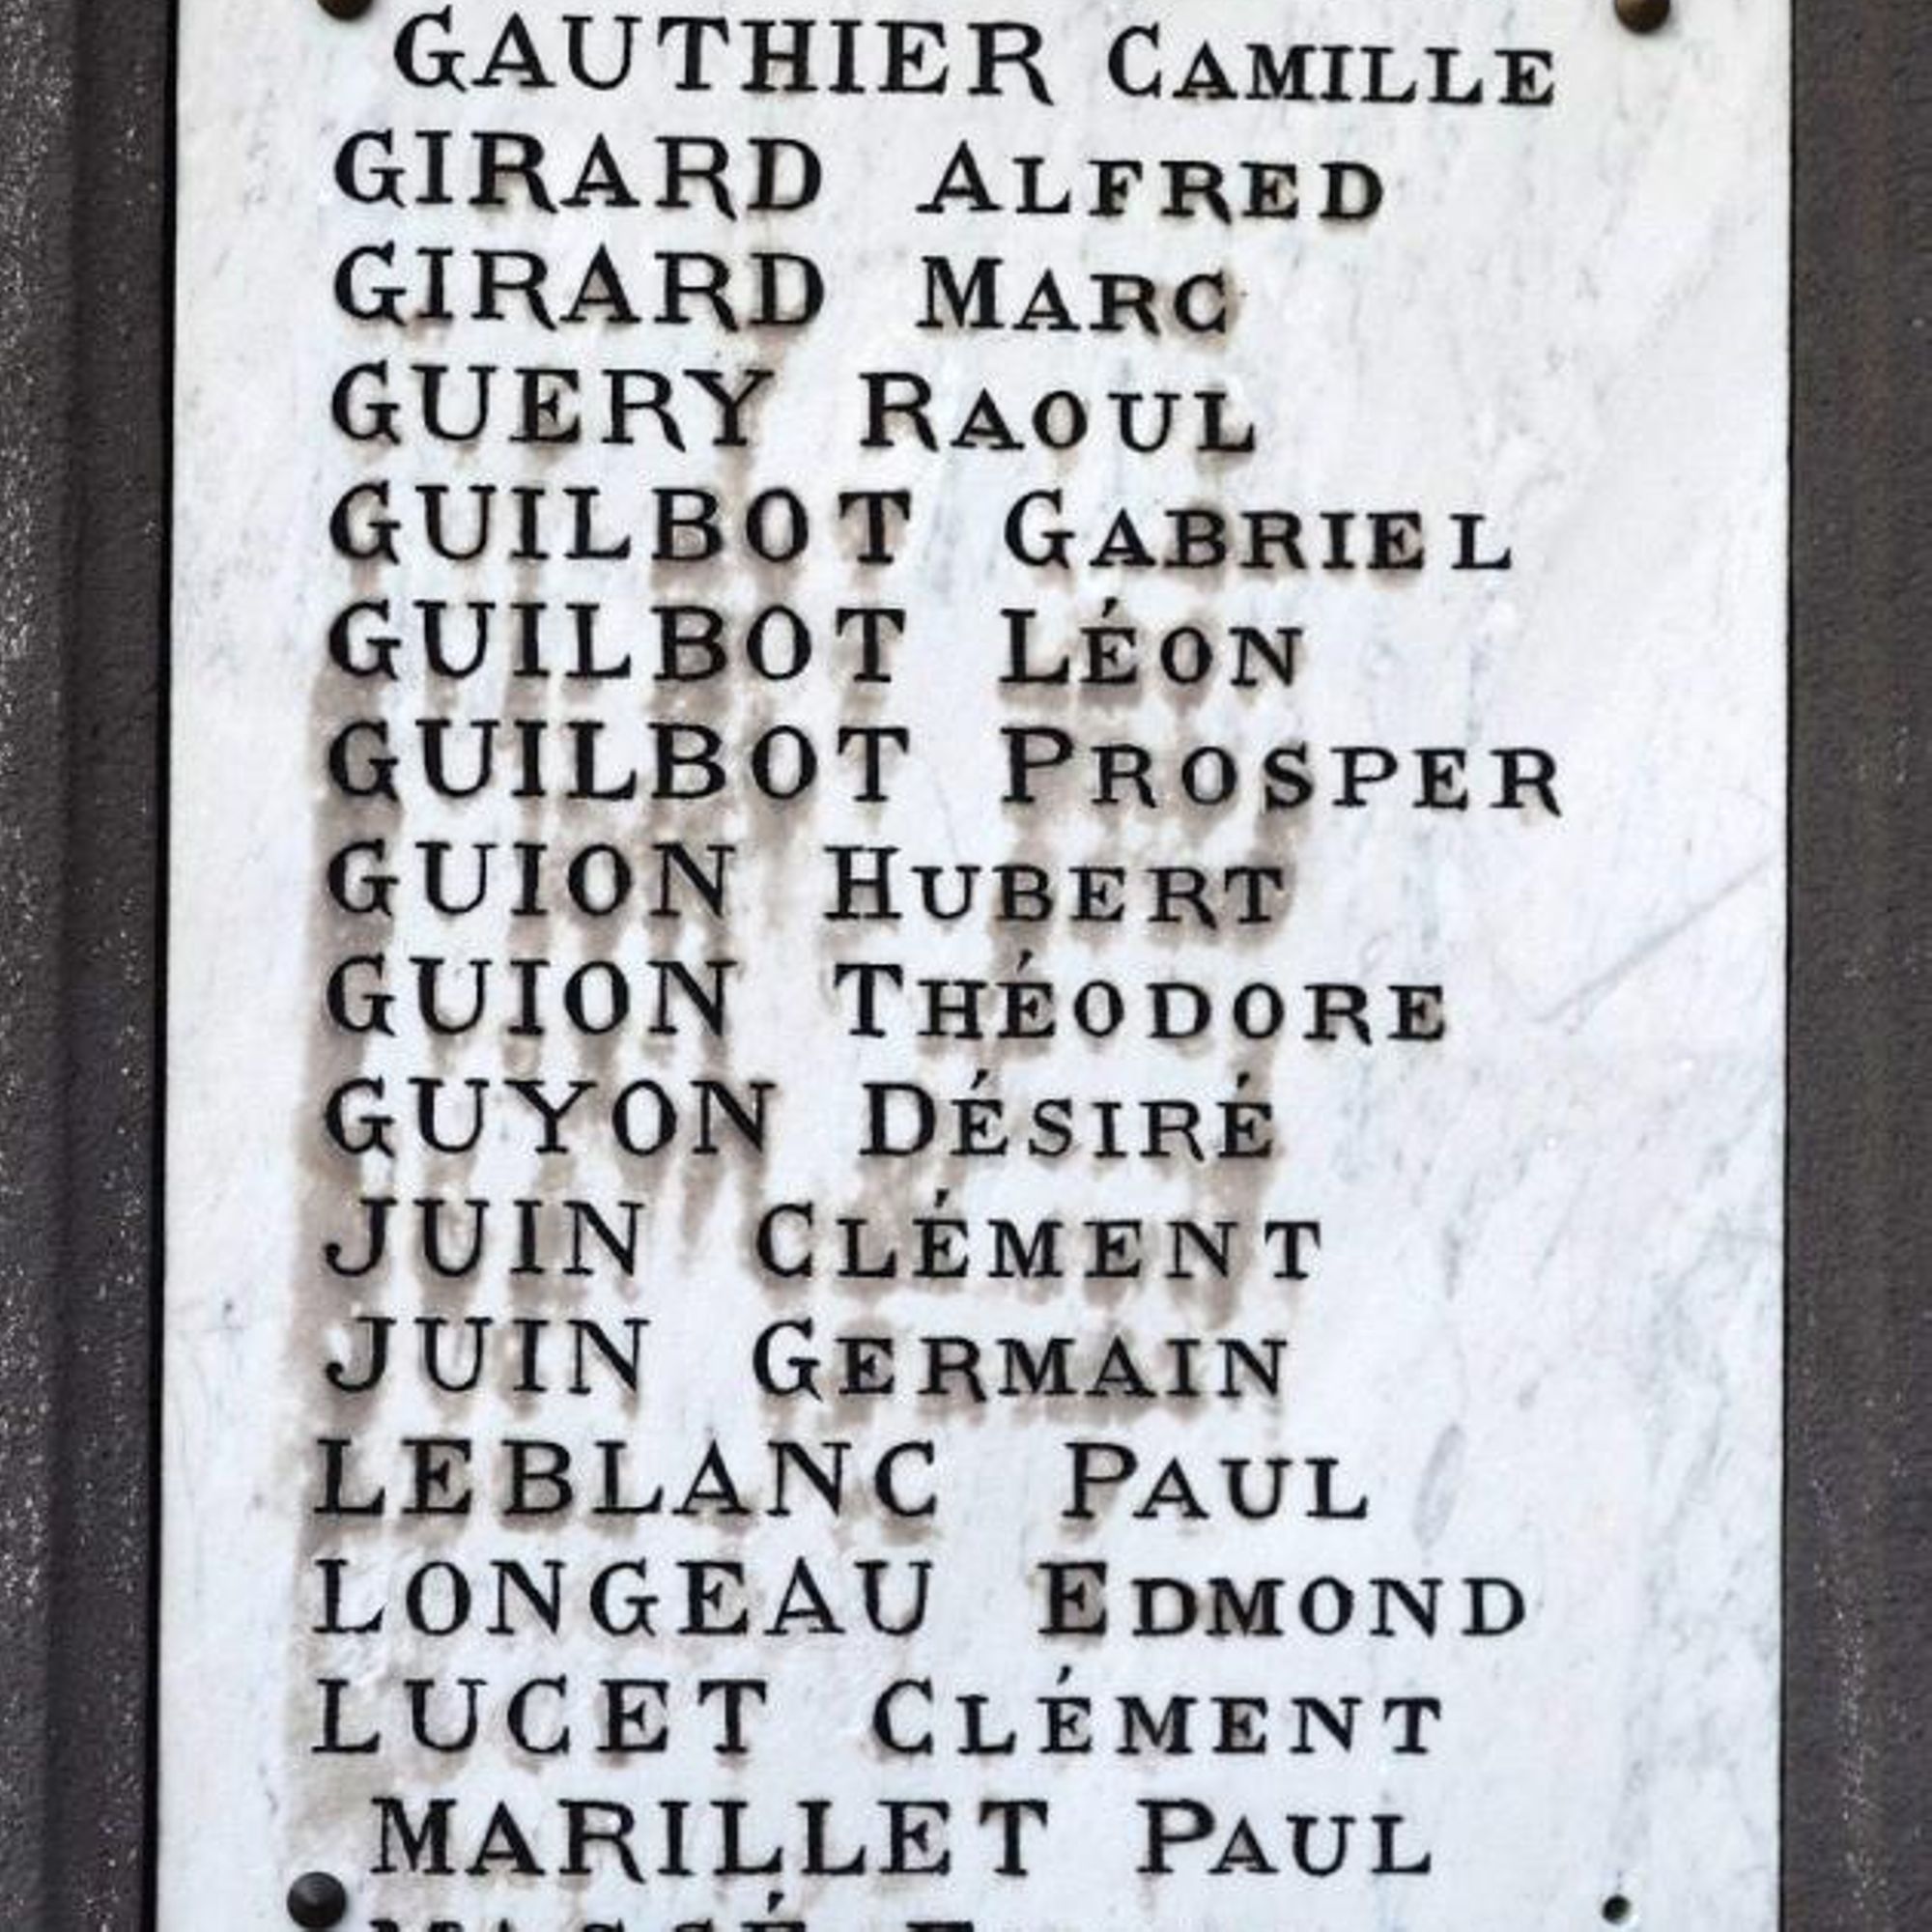 GAUTHIER CAMILLE
GIRARD ALFRED
GIRARD MARC
GUERY RAOUL
GUILBOT GABRIEL
GUILBOT LÉON
GUILBOT PROSPER
GUION HUBERT
GUION THÉODORE
GUYON DÉSIRÉ
JUIN CLÉMENT
JUIN GERMAIN
LEBLANC PAUL
LONGEAU EDMOND
LUCET CLÉMENT
MARILLET PAUL